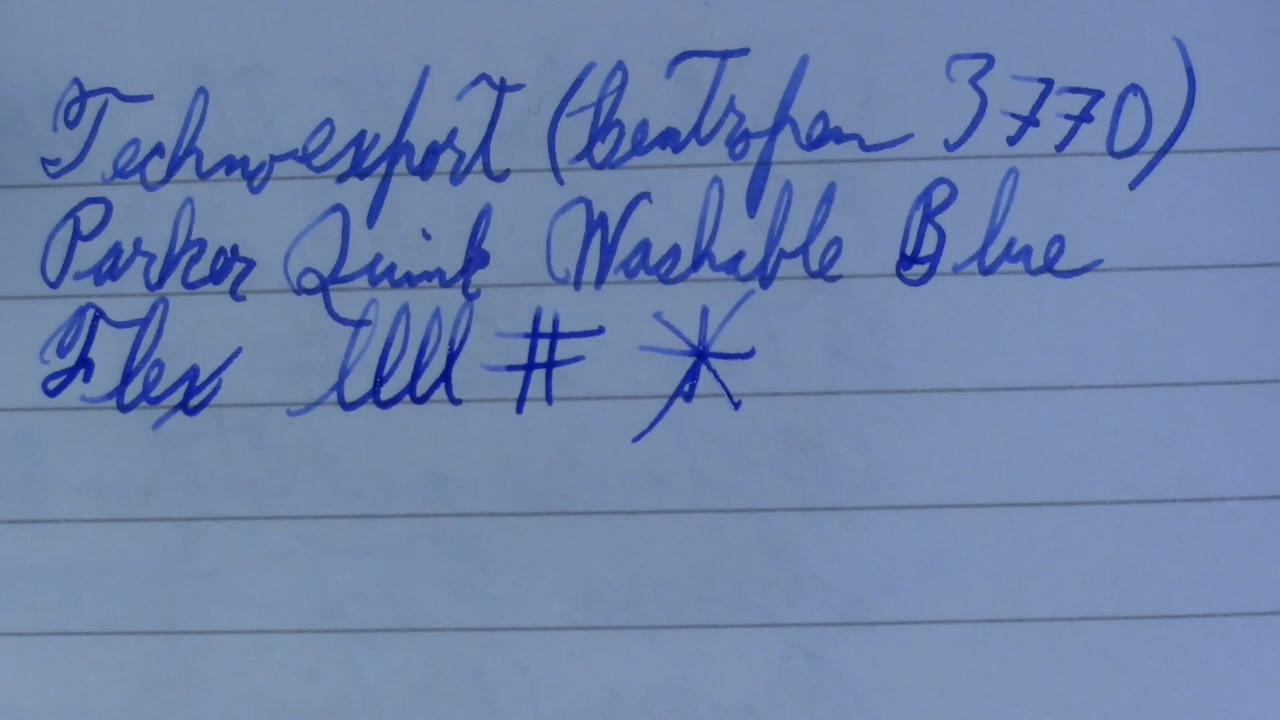 Technoexport (CenTropen 3770)
Parker Quink Washable Blue
Flex llll # *